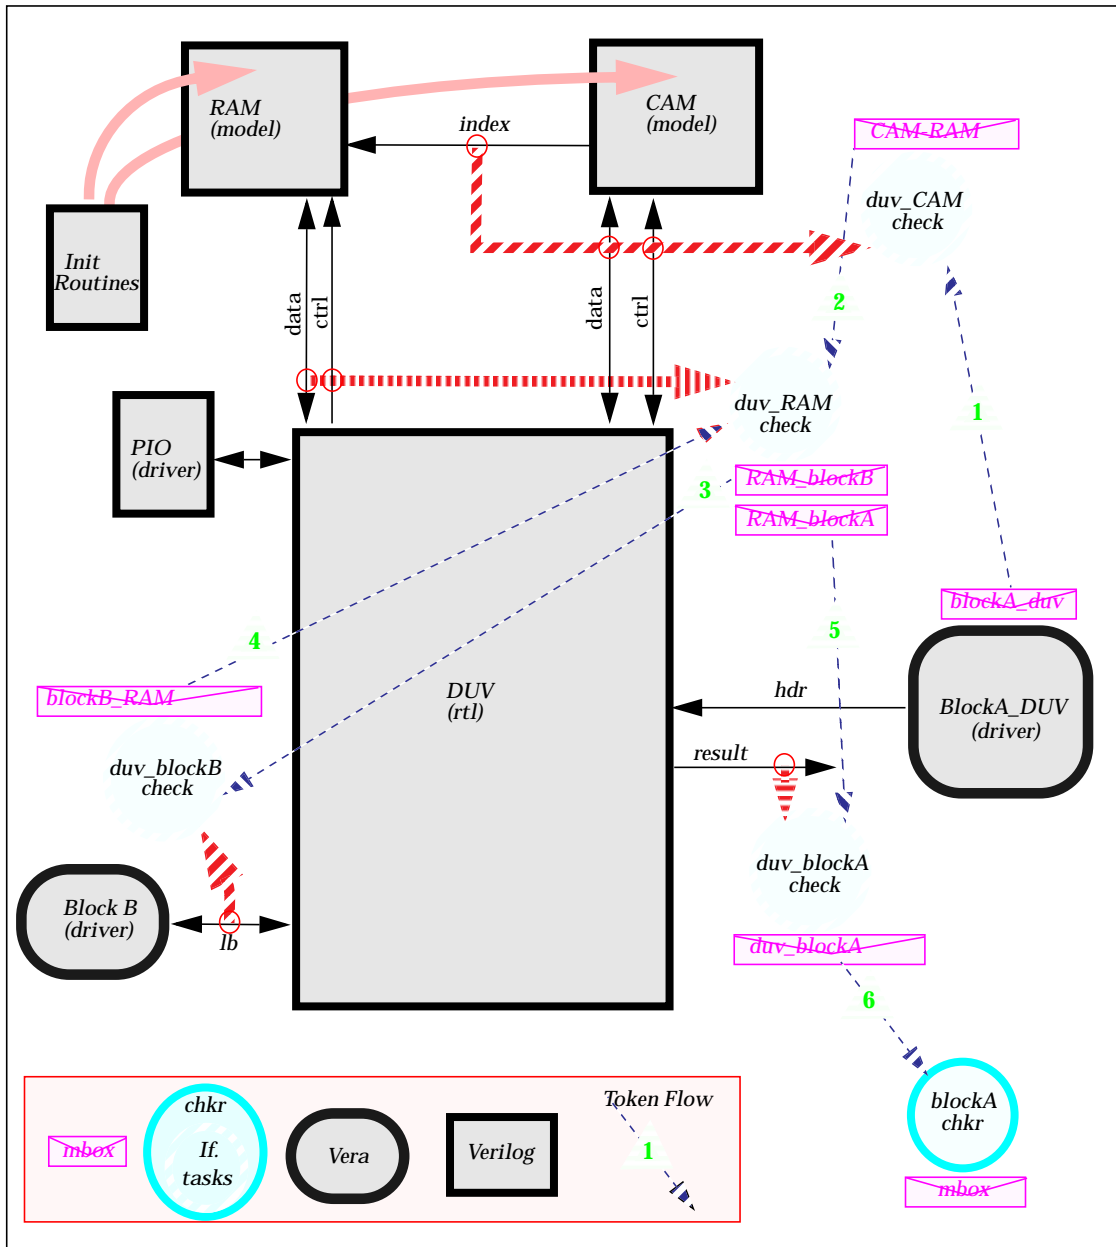 RAM
(model)
CAM
(model)
index
CAM-RAM
duv_CAM
check
Init
Routines
data
ctrl
data
ctrl
2
1
duv_RAM
check
PIO
(driver)
3
RAM_blockB
RAM_blockA
blockA_duv
4
5
blockB_RAM
DUV
(rtl)
hdr
BlockA_DUV
(driver)
result
duv_blockB
check
duv_blockA
check
Block B
(driver)
lb
duv_blockA
6
blockA
chkr
mbox
mbox
chkr
If.
tasks
Vera
Verilog
Token Flow
1